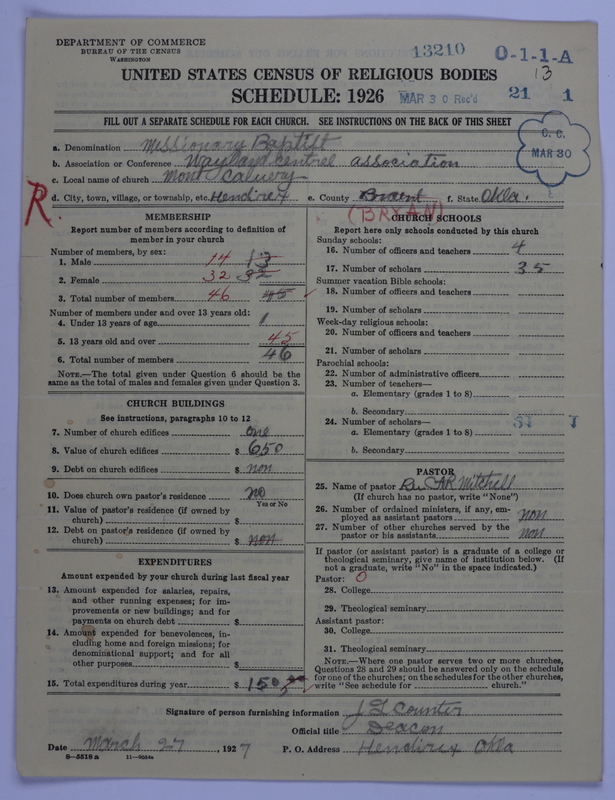 DEPARTMENT OF COMMERCE
BUREAU OF THE CENSUS
WASHINGTON
13210
O-1-1-A
13
UNITED STATES CENSUS OF RELIGIOUS BODIES
SCHEDULE: 1926
MAR 30 Rec'd
21 1
FILL OUT A SEPARATE SCHEDULE FOR EACH CHURCH. SEE INSTRUCTIONS ON THE BACK OF THIS SHEET
C. C.
MAR 30
a. Denomination Missionary Baptist
b. Association or Conference Wayland Central association
c. Local name of church Mont Caluery
R.
d. City, town, village, or township, etc. Hendrix e. County Braent f. State Okla.
(BRYAN)
MEMBERSHIP
Report number of members according to definition of
member in your church
Number of members, by sex:
1. Male 14 13
2. Female 32 32
3. Total number of members 46 45
Number of members under and over 13 years old:
4. Under 13 years of age 1
5. 13 years old and over 45
6. Total number of members 46
NOTE.—The total given under Question 6 should be the
same as the total of males and females given under Question 3.
CHURCH BUILDINGS
See instructions, paragraphs 10 to 12
7. Number of church edifices one
8. Value of church edifices $ 650
9. Debt on church edifices $ non
10. Does church own pastor's residence no
Yes or No
11. Value of pastor's residence (if owned by
church) $
12. Debt on pastor's residence (if owned by
church) $ non
EXPENDITURES
Amount expended by your church during last fiscal year
13. Amount expended for salaries, repairs,
and other running expenses; for im-
provements or new buildings; and for
payments on church debt $
14. Amount expended for benevolences, in-
cluding home and foreign missions; for
denominational support; and for all
other purposes $
15. Total expenditures during year $ 150
CHURCH SCHOOLS
Report here only schools conducted by this church
Sunday schools:
16. Number of officers and teachers 4
17. Number of scholars 35
Summer vacation Bible schools:
18. Number of officers and teachers
19. Number of scholars
Week-day religious schools:
20. Number of officers and teachers
21. Number of scholars
Parochial schools:
22. Number of administrative officers
23. Number of teachers—
a. Elementary (grades 1 to 8)
b. Secondary
24. Number of scholars—
a. Elementary (grades 1 to 8)
b. Secondary
PASTOR
25. Name of pastor Rev CAR Mitchell
(If church has no pastor, write "None")
26. Number of ordained ministers, if any, em-
ployed as assistant pastors non
27. Number of other churches served by the
pastor or his assistants non
If pastor (or assistant pastor) is a graduate of a college or
theological seminary, give name of institution below. (If
not a graduate, write "No" in the space indicated.)
Pastor: O
28. College
29. Theological seminary
Assistant pastor:
30. College
31. Theological seminary
NOTE.—Where one pastor serves two or more churches,
Questions 28 and 29 should be answered only on the schedule
for one of the churches; on the schedules for the other churches,
write "See schedule for church."
Signature of person furnishing information J G Counter
Official title Deacon
Date March 27, 1927 P. O. Address Hendrix Okla
8—5518 a 11—9564a